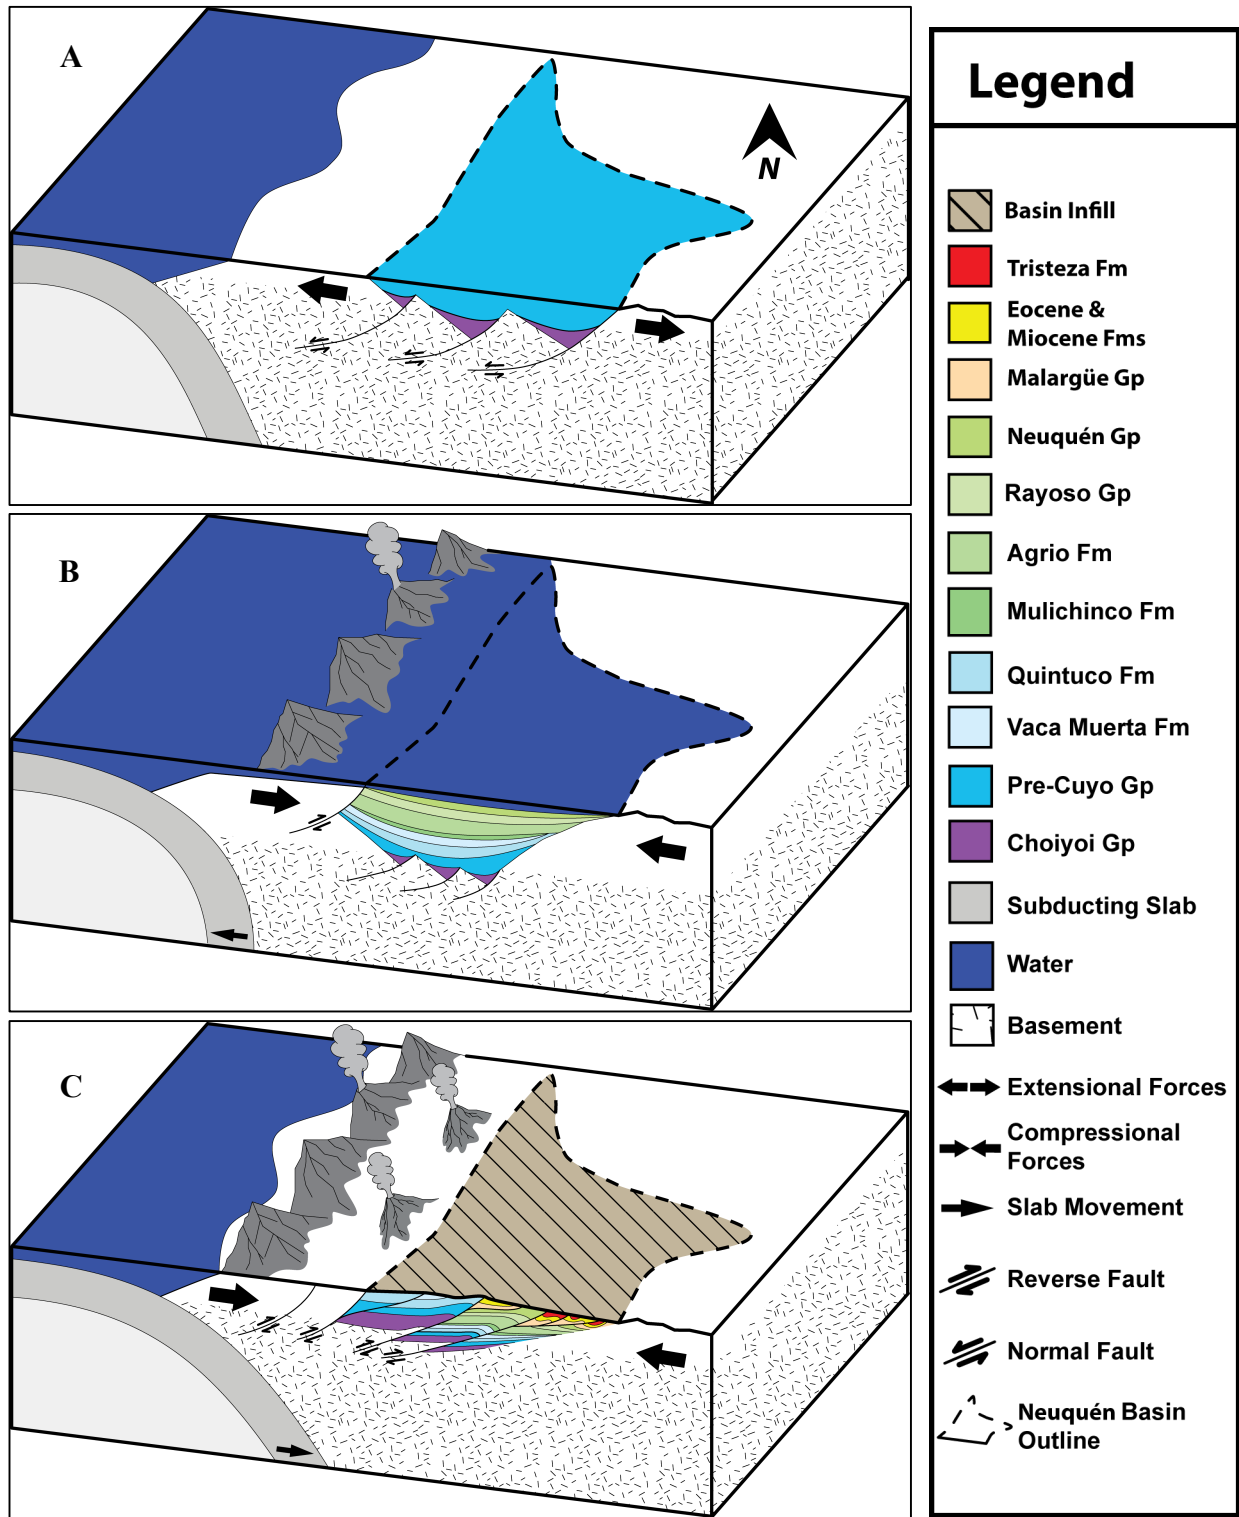 A
N
B
C
Legend
Basin Infill
Tristeza Fm
Eocene &
Miocene Fms
Malargüe Gp
Neuquén Gp
Rayoso Gp
Agrio Fm
Mulichinco Fm
Quintuco Fm
Vaca Muerta Fm
Pre-Cuyo Gp
Choiyoi Gp
Subducting Slab
Water
Basement
Extensional Forces
Compressional
Forces
Slab Movement
Reverse Fault
Normal Fault
Neuquén Basin
Outline